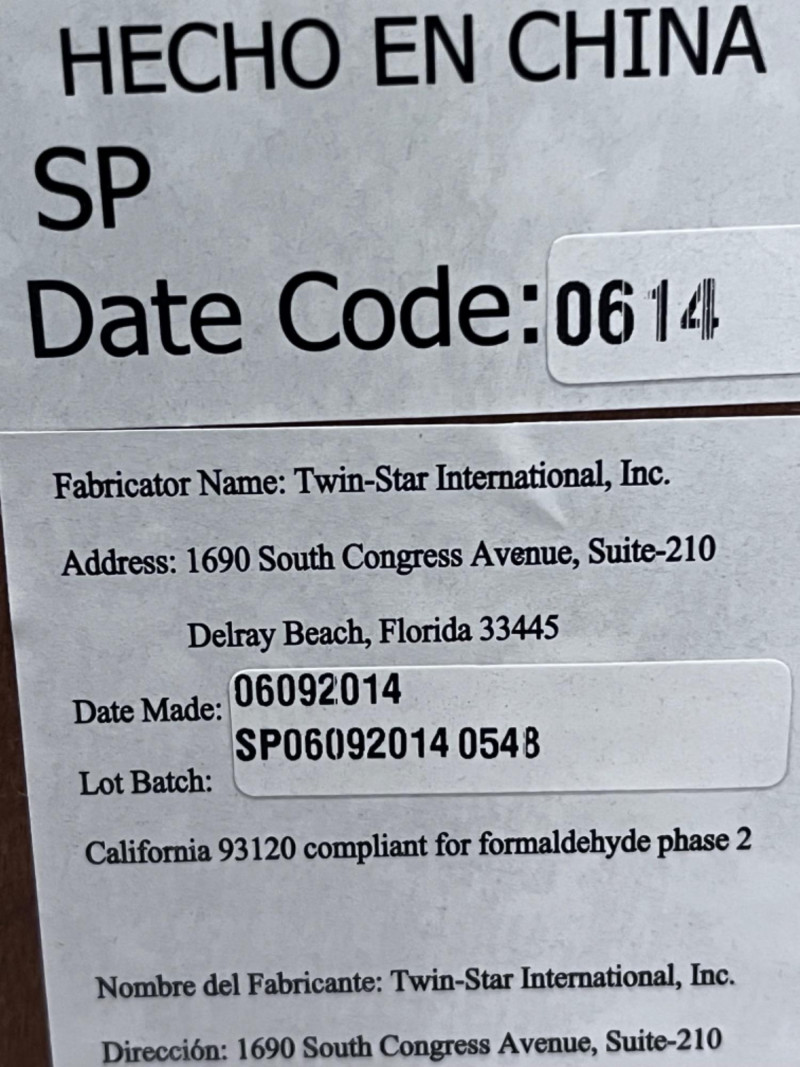 HECHO EN CHINA
SP
Date Code: 0614
Fabricator Name: Twin-Star International, Inc.
Address: 1690 South Congress Avenue, Suite-210
Delray Beach, Florida 33445
Date Made: 06092014
SP06092014 0548
Lot Batch:
California 93120 compliant for formaldehyde phase 2
Nombre del Fabricante: Twin-Star International, Inc.
Dirección: 1690 South Congress Avenue, Suite-210